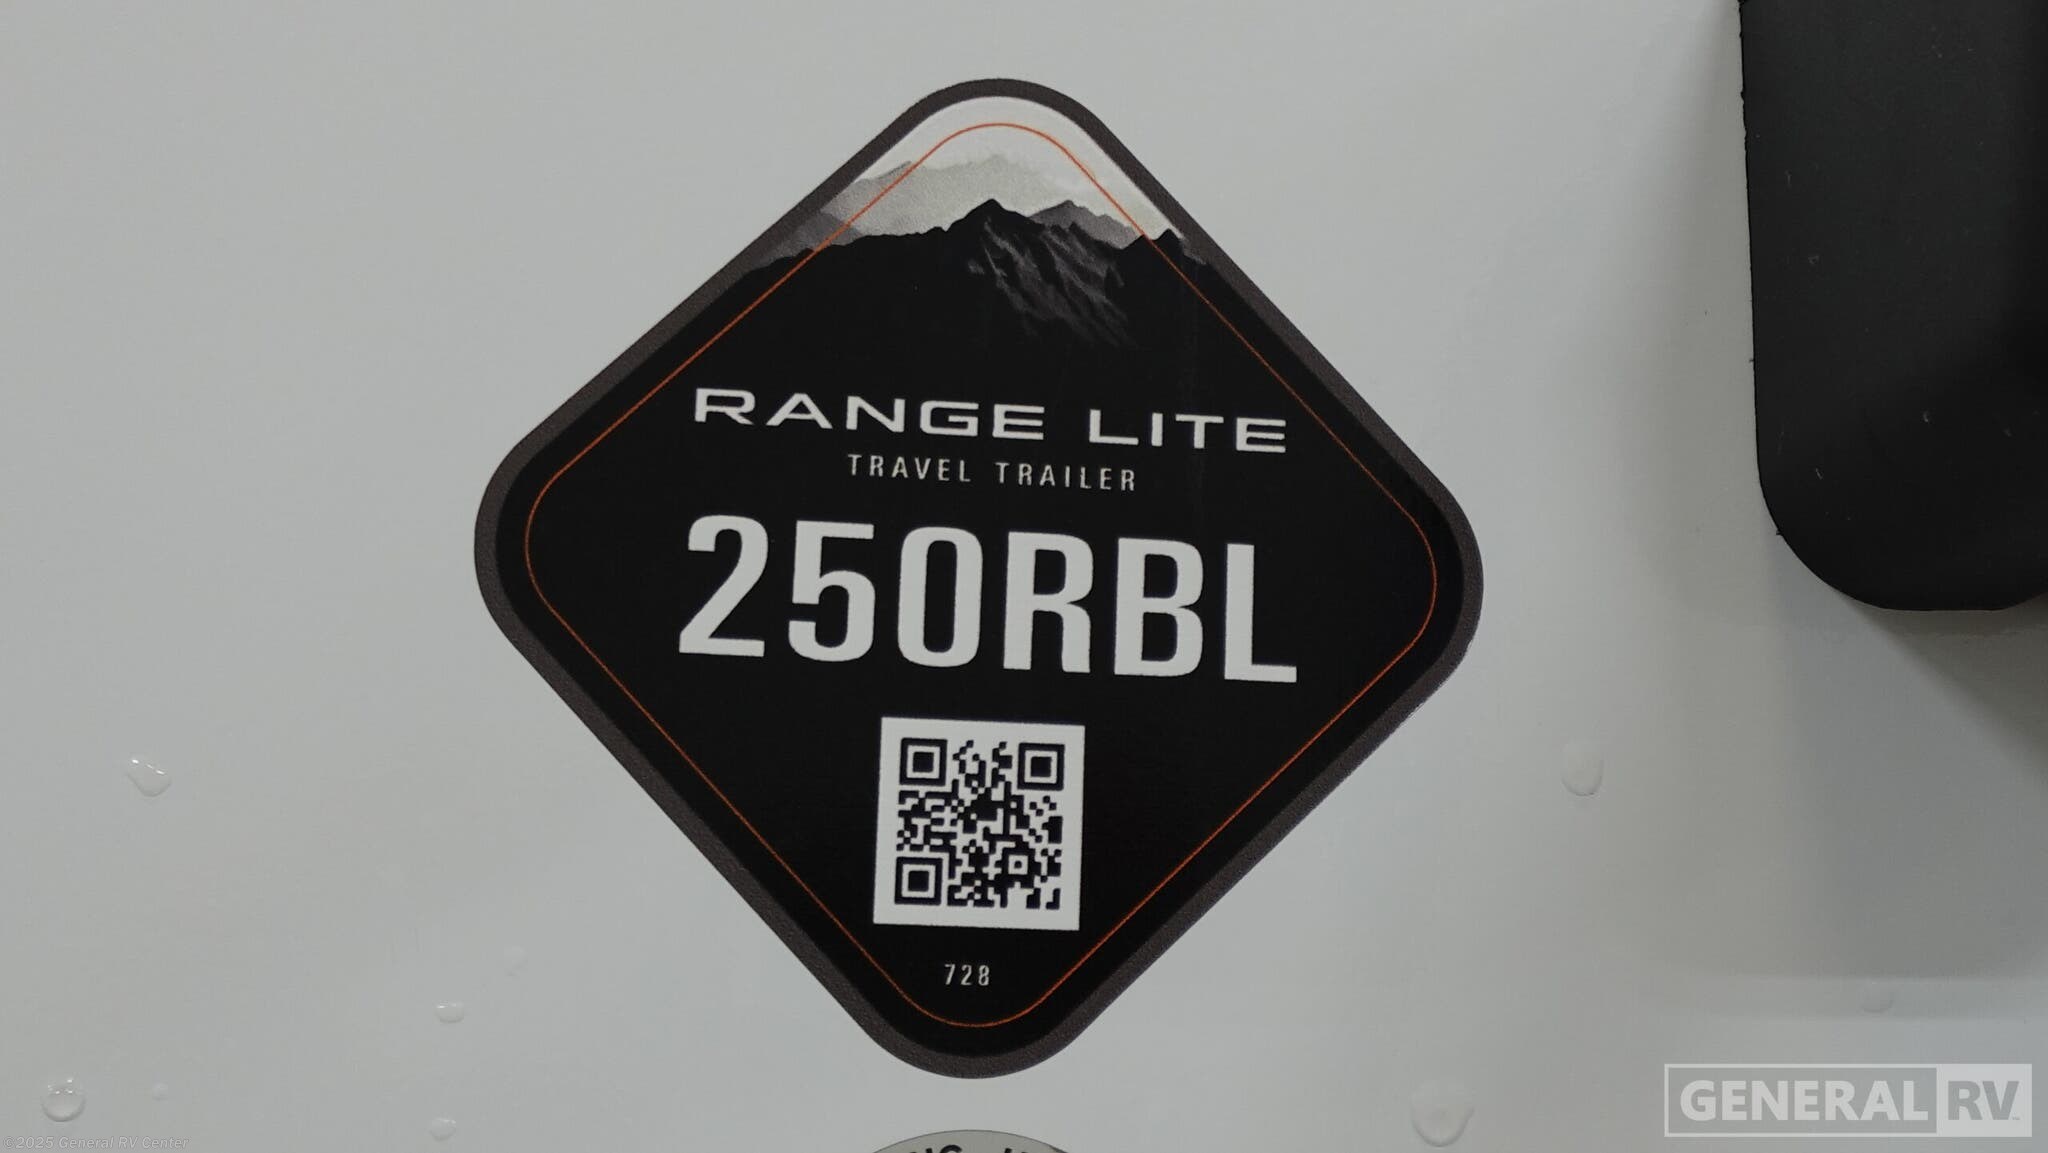 RANGE LITE
TRAVEL TRAILER
250RBL
728
GENERAL RV
©2025 General RV Center